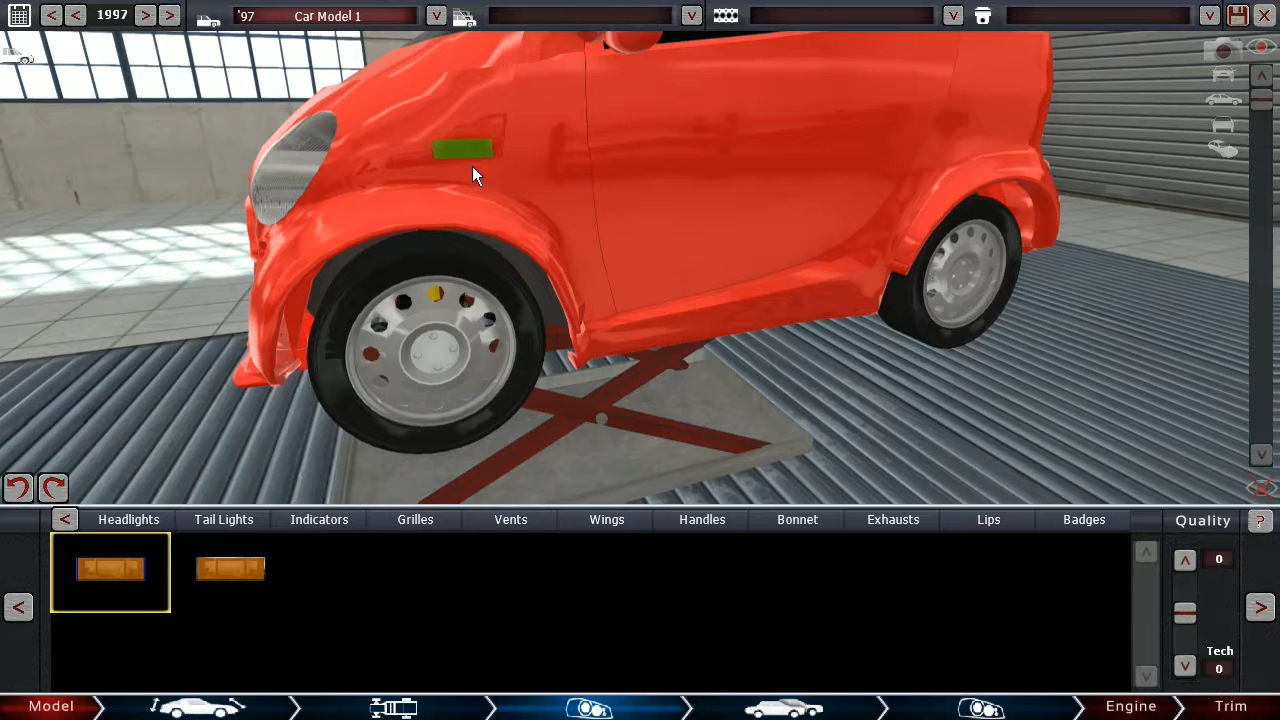 1997
'97 Car Model 1
Headlights Tail Lights Indicators Grilles Vents Wings Handles Bonnet Exhausts Lips Badges Quality ?
0
Tech
0
Model Engine Trim